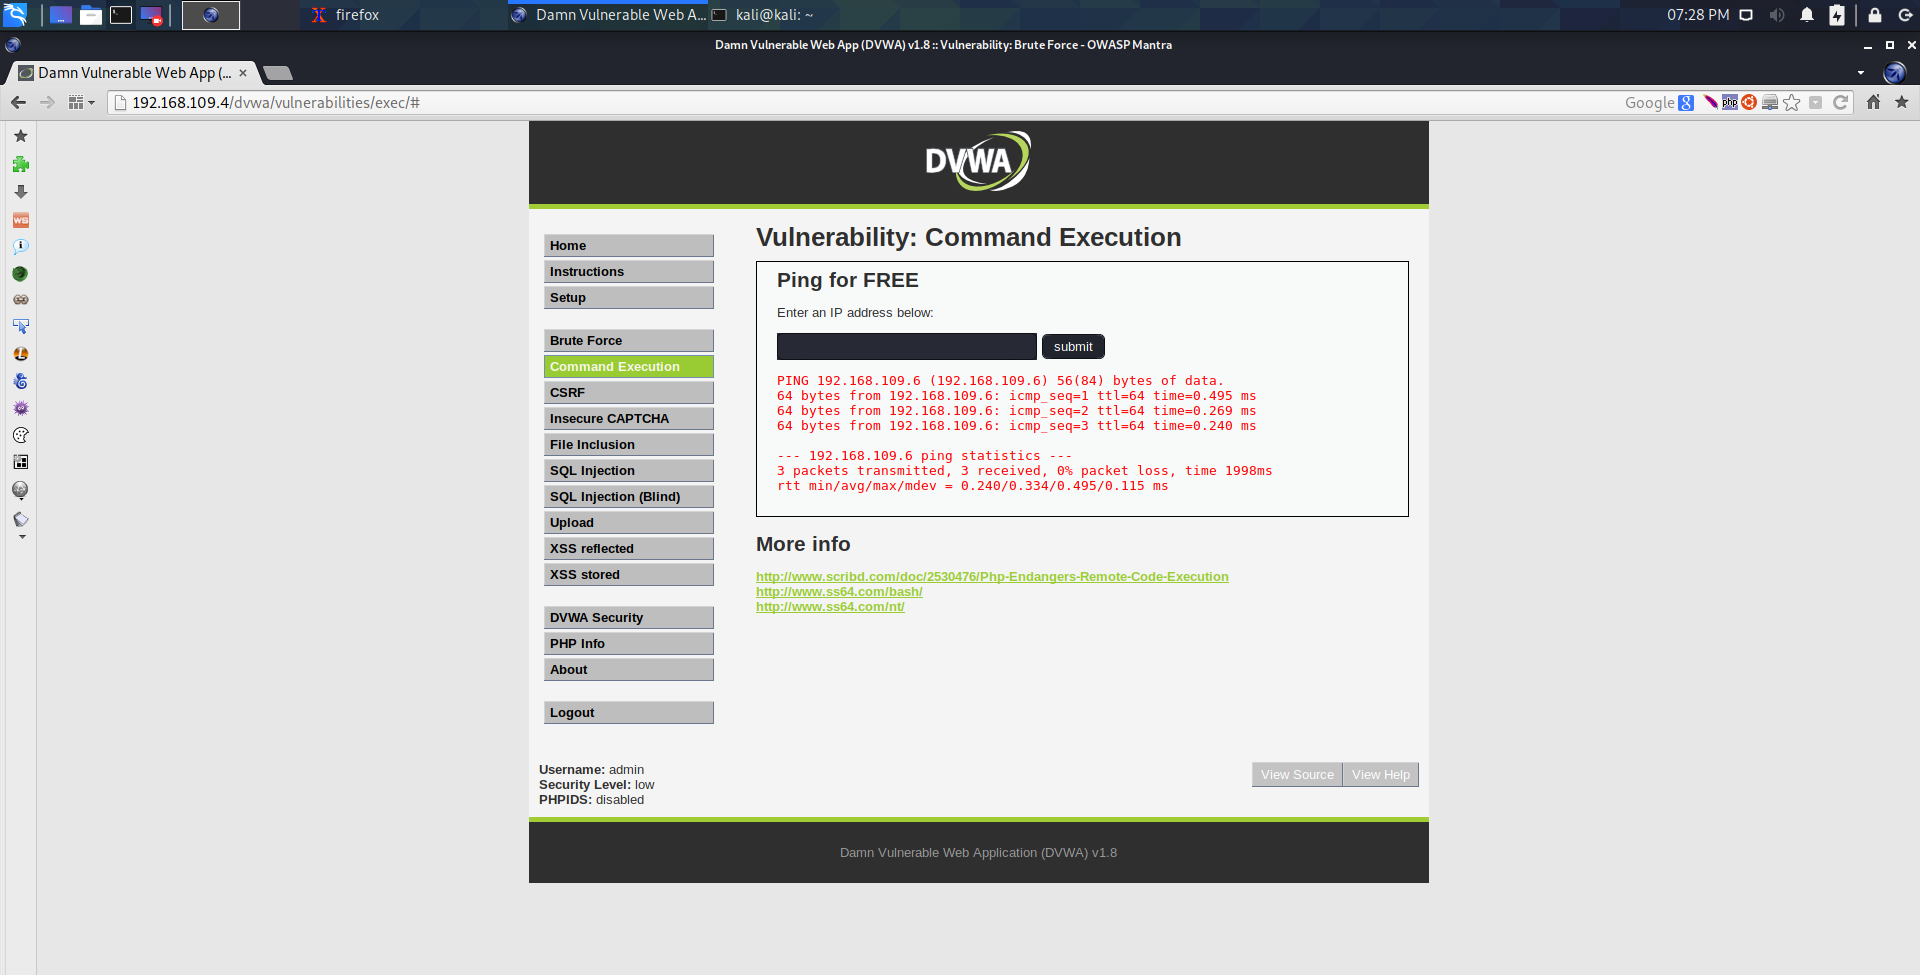 firefox
Damn Vulnerable Web A...
kali@kali: ~
07:28 PM
Damn Vulnerable Web App (DVWA) v1.8 :: Vulnerability: Brute Force - OWASP Mantra
Damn Vulnerable Web App (... ×
192.168.109.4/dvwa/vulnerabilities/exec/#
Google 8 php
DVWA
WS
Home
Instructions
Setup
Brute Force
Command Execution
CSRF
Insecure CAPTCHA
File Inclusion
SQL Injection
SQL Injection (Blind)
Upload
XSS reflected
XSS stored
DVWA Security
PHP Info
About
Logout
Vulnerability: Command Execution
Ping for FREE
Enter an IP address below:
submit
PING 192.168.109.6 (192.168.109.6) 56(84) bytes of data.
64 bytes from 192.168.109.6: icmp_seq=1 ttl=64 time=0.495 ms
64 bytes from 192.168.109.6: icmp_seq=2 ttl=64 time=0.269 ms
64 bytes from 192.168.109.6: icmp_seq=3 ttl=64 time=0.240 ms
--- 192.168.109.6 ping statistics ---
3 packets transmitted, 3 received, 0% packet loss, time 1998ms
rtt min/avg/max/mdev = 0.240/0.334/0.495/0.115 ms
More info
http://www.scribd.com/doc/2530476/Php-Endangers-Remote-Code-Execution
http://www.ss64.com/bash/
http://www.ss64.com/nt/
Username: admin
Security Level: low
PHPIDS: disabled
View Source View Help
Damn Vulnerable Web Application (DVWA) v1.8